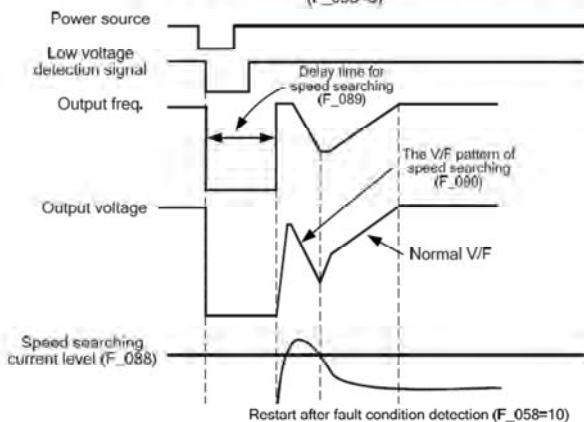 Power source
Low voltage
detection signal
Delay time for
speed searching
(F_089)
Output freq.
The V/F pattern of
speed searching
(F_090)
Output voltage
Normal V/F
Speed searching
current level (F_088)
Restart after fault condition detection (F_058=10)